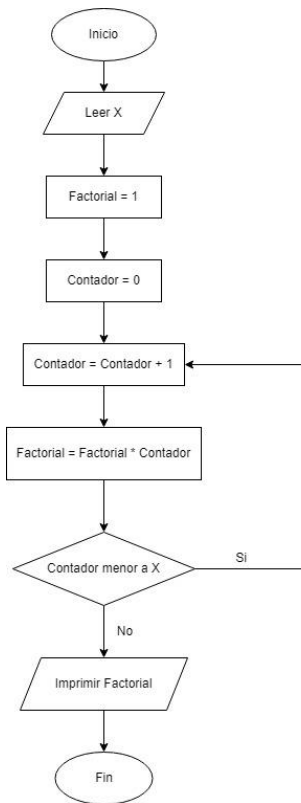 Inicio
Leer X
Factorial = 1
Contador = 0
Contador = Contador + 1
Factorial = Factorial * Contador
Contador menor a X
Si
No
Imprimir Factorial
Fin